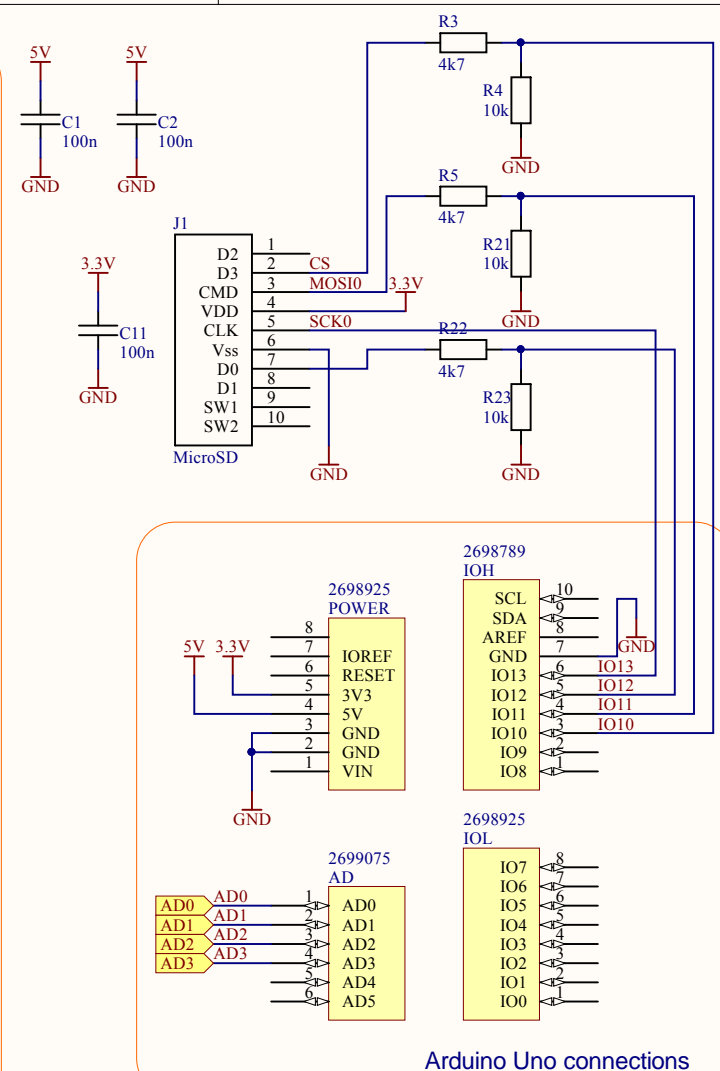 R3
4k7
R4
10k
GND
5V
C1
100n
GND
5V
C2
100n
GND
R5
4k7
R21
10k
GND
3.3V
C11
100n
GND
J1
D2 1
D3 2 CS
CMD 3 MOSI0
VDD 4 3.3V
CLK 5 SCK0
Vss 6
D0 7
D1 8
SW1 9
SW2 10
MicroSD
GND
R22
4k7
R23
10k
GND
2698925
POWER
8
7 IOREF
6 RESET
5 3V3
4 5V
3 GND
2 GND
1 VIN
5V 3.3V
GND
2698789
IOH
SCL 10
SDA 9
AREF 8
GND 7
IO13 6 IO13
IO12 5 IO12
IO11 4 IO11
IO10 3 IO10
IO9 2
IO8 1
GND
2699075
AD
AD0 AD0 1 AD0
AD1 AD1 2 AD1
AD2 AD2 3 AD2
AD3 AD3 4 AD3
5 AD4
6 AD5
2698925
IOL
IO7 8
IO6 7
IO5 6
IO4 5
IO3 4
IO2 3
IO1 2
IO0 1
Arduino Uno connections